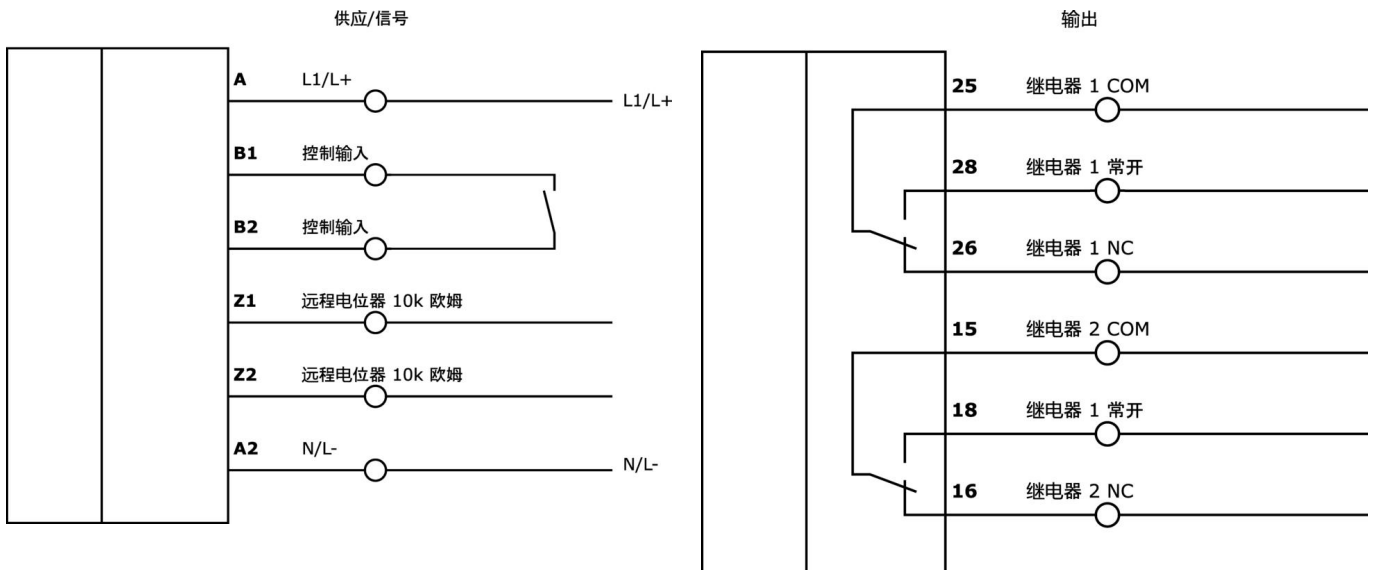 供应/信号
A L1/L+
L1/L+
B1 控制输入
B2 控制输入
Z1 远程电位器 10k 欧姆
Z2 远程电位器 10k 欧姆
A2 N/L-
N/L-
输出
25 继电器 1 COM
28 继电器 1 常开
26 继电器 1 NC
15 继电器 2 COM
18 继电器 1 常开
16 继电器 2 NC